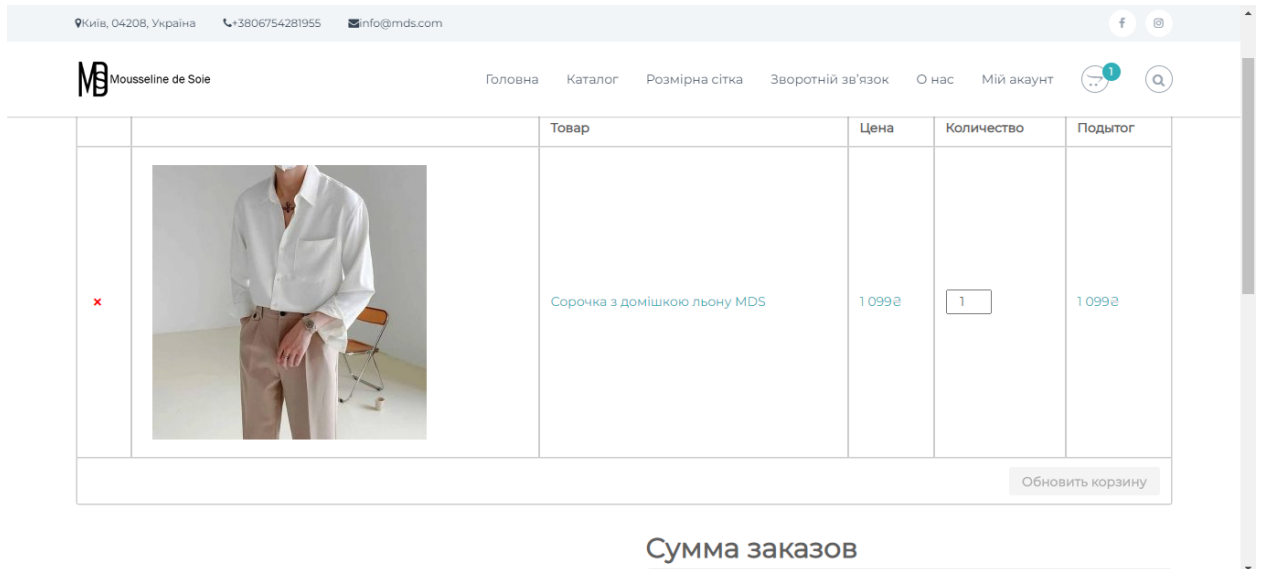 Київ, 04208, Україна +3806754281955 info@mds.com
MDS Mousseline de Soie Головна Каталог Розмірна сітка Зворотній зв'язок О нас Мій акаунт 1
Товар Цена Количество Подытог
× Сорочка з домішкою льону MDS 1 099₴ 1 1 099₴
Обновить корзину
Сумма заказов